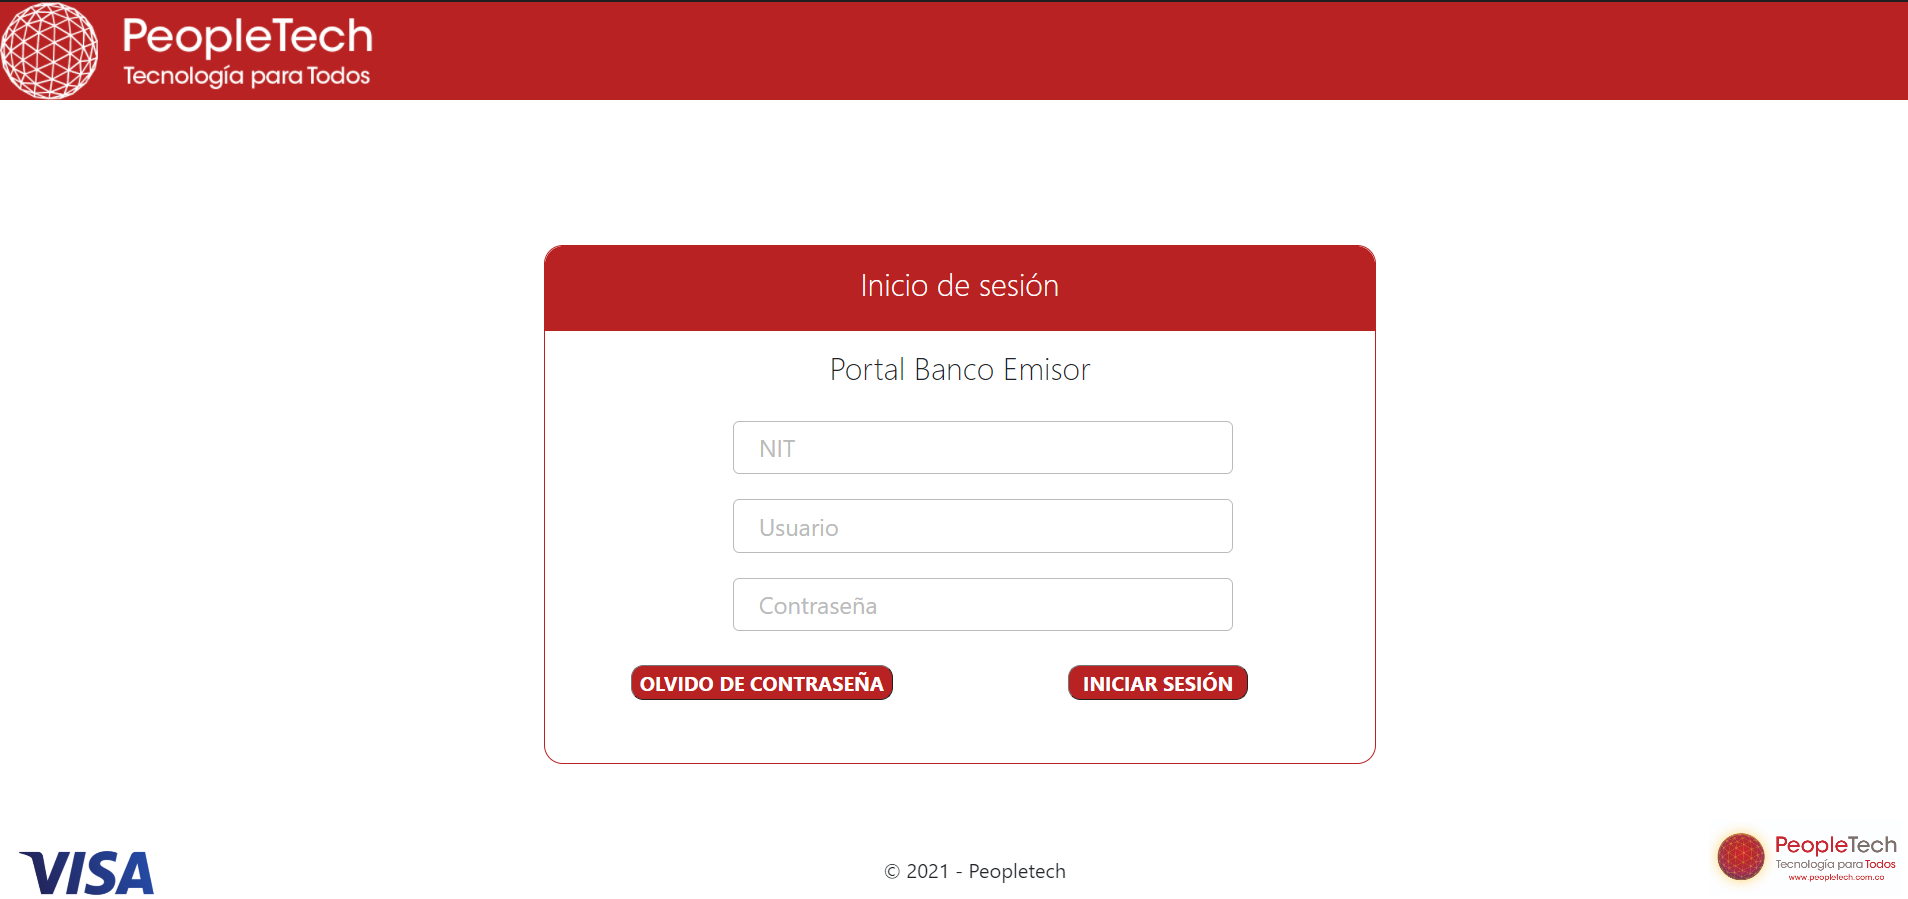 PeopleTech
Tecnología para Todos
Inicio de sesión
Portal Banco Emisor
NIT
Usuario
Contraseña
OLVIDO DE CONTRASEÑA
INICIAR SESIÓN
VISA
© 2021 - Peopletech
PeopleTech
Tecnología para Todos
www.peopletech.com.co